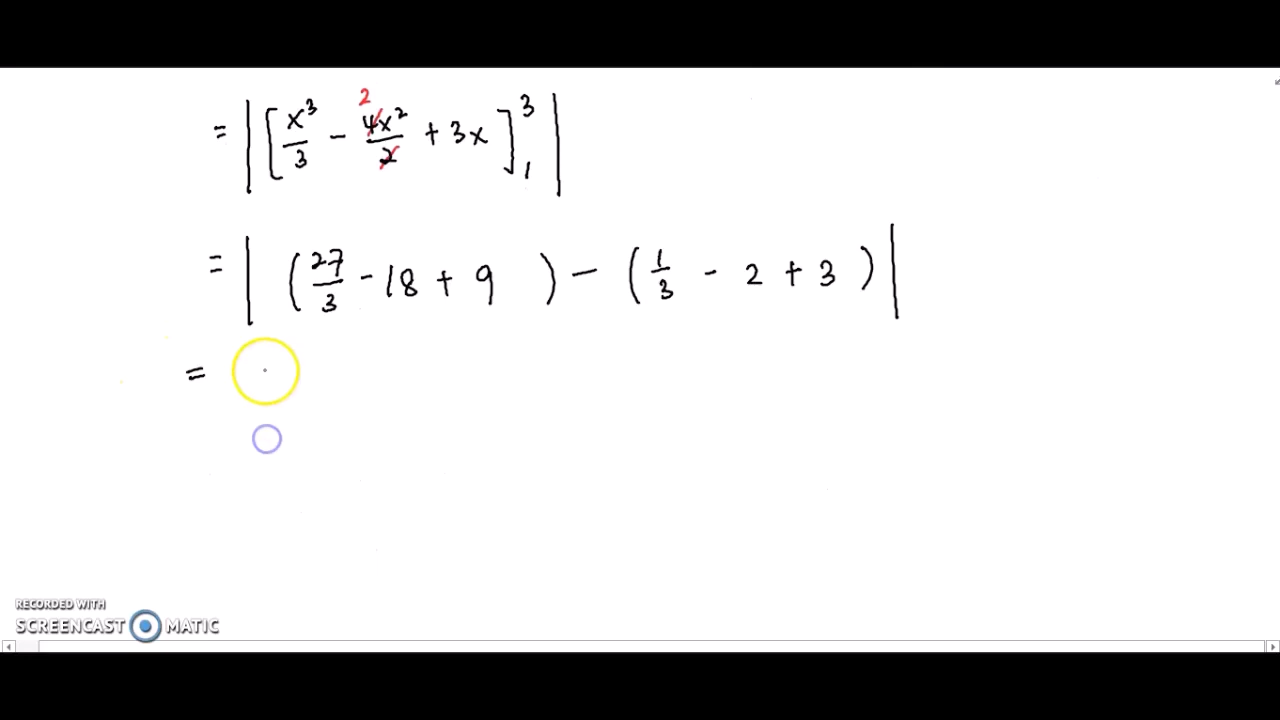 = | [ x³/3 - 4x²/2 + 3x ]₁³ |
2
= | ( 27/3 - 18 + 9 ) - ( 1/3 - 2 + 3 ) |
=
RECORDED WITH
SCREENCAST MATIC